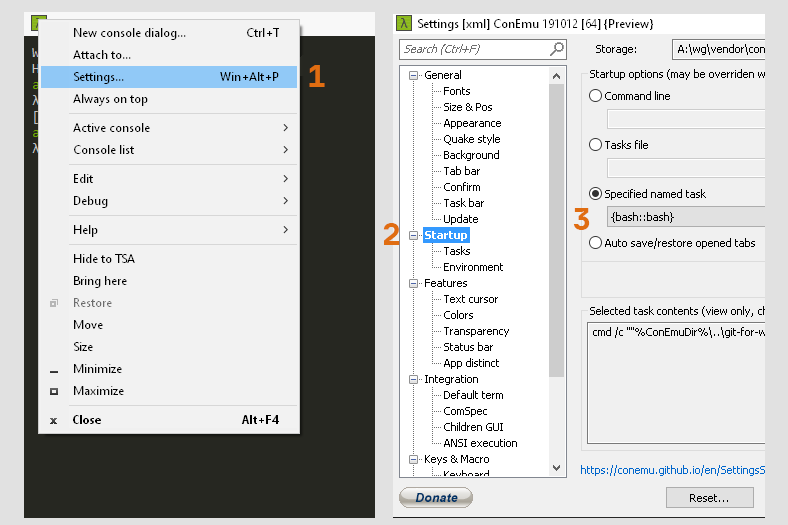 λ
New console dialog... Ctrl+T
Attach to...
Settings... Win+Alt+P
Always on top
Active console
Console list
Edit
Debug
Help
Hide to TSA
Bring here
Restore
Move
Size
Minimize
Maximize
x Close Alt+F4
W
H
a
λ
[
a
λ
1
λ Settings [xml] ConEmu 191012 [64] {Preview}
Search (Ctrl+F)
General
Fonts
Size & Pos
Appearance
Quake style
Background
Tab bar
Confirm
Task bar
Update
2
Startup
Tasks
Environment
Features
Text cursor
Colors
Transparency
Status bar
App distinct
Integration
Default term
ComSpec
Children GUI
ANSI execution
Keys & Macro
Keyboard
Donate
Storage: A:\wg\vendor\con
Startup options (may be overriden w
Command line
Tasks file
Specified named task
3
{bash::bash}
Auto save/restore opened tabs
Selected task contents (view only, ch
cmd /c ""%ConEmuDir%\..\git-for-w
https://conemu.github.io/en/SettingsS
Reset...